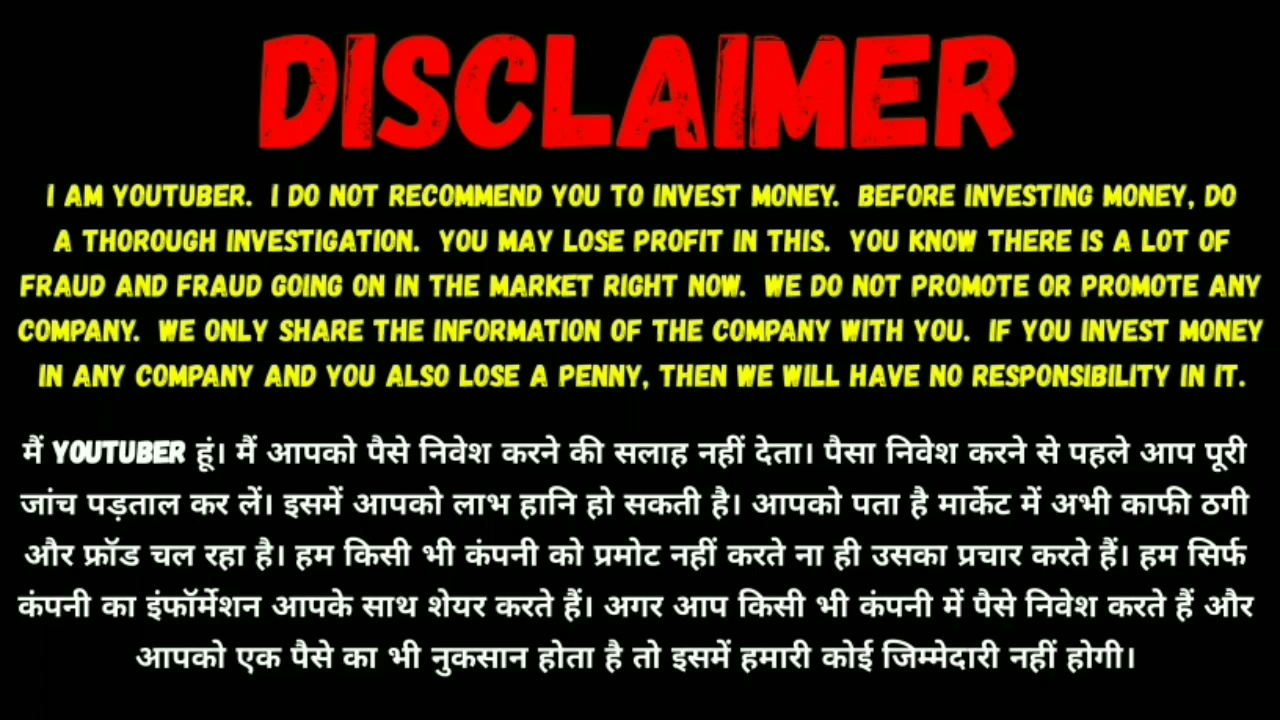 DISCLAIMER
I AM YOUTUBER. I DO NOT RECOMMEND YOU TO INVEST MONEY. BEFORE INVESTING MONEY, DO
A THOROUGH INVESTIGATION. YOU MAY LOSE PROFIT IN THIS. YOU KNOW THERE IS A LOT OF
FRAUD AND FRAUD GOING ON IN THE MARKET RIGHT NOW. WE DO NOT PROMOTE OR PROMOTE ANY
COMPANY. WE ONLY SHARE THE INFORMATION OF THE COMPANY WITH YOU. IF YOU INVEST MONEY
IN ANY COMPANY AND YOU ALSO LOSE A PENNY, THEN WE WILL HAVE NO RESPONSIBILITY IN IT.
मैं YOUTUBER हूं। मैं आपको पैसे निवेश करने की सलाह नहीं देता। पैसा निवेश करने से पहले आप पूरी
जांच पड़ताल कर लें। इसमें आपको लाभ हानि हो सकती है। आपको पता है मार्केट में अभी काफी ठगी
और फ्रॉड चल रहा है। हम किसी भी कंपनी को प्रमोट नहीं करते ना ही उसका प्रचार करते हैं। हम सिर्फ
कंपनी का इंफॉर्मेशन आपके साथ शेयर करते हैं। अगर आप किसी भी कंपनी में पैसे निवेश करते हैं और
आपको एक पैसे का भी नुकसान होता है तो इसमें हमारी कोई जिम्मेदारी नहीं होगी।